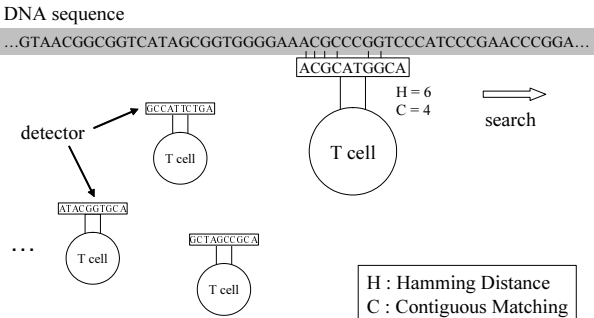 DNA sequence
…GTAACGGCGGTCATAGCGGTGGGGAAACGCCCGGTCCCATCCCGAACCCGGA…
ACGCATGGCA
H = 6
C = 4
search
T cell
GCCATTCTGA
detector
T cell
ATACGGTGCA
…
T cell
GCTAGCCGCA
T cell
H : Hamming Distance
C : Contiguous Matching